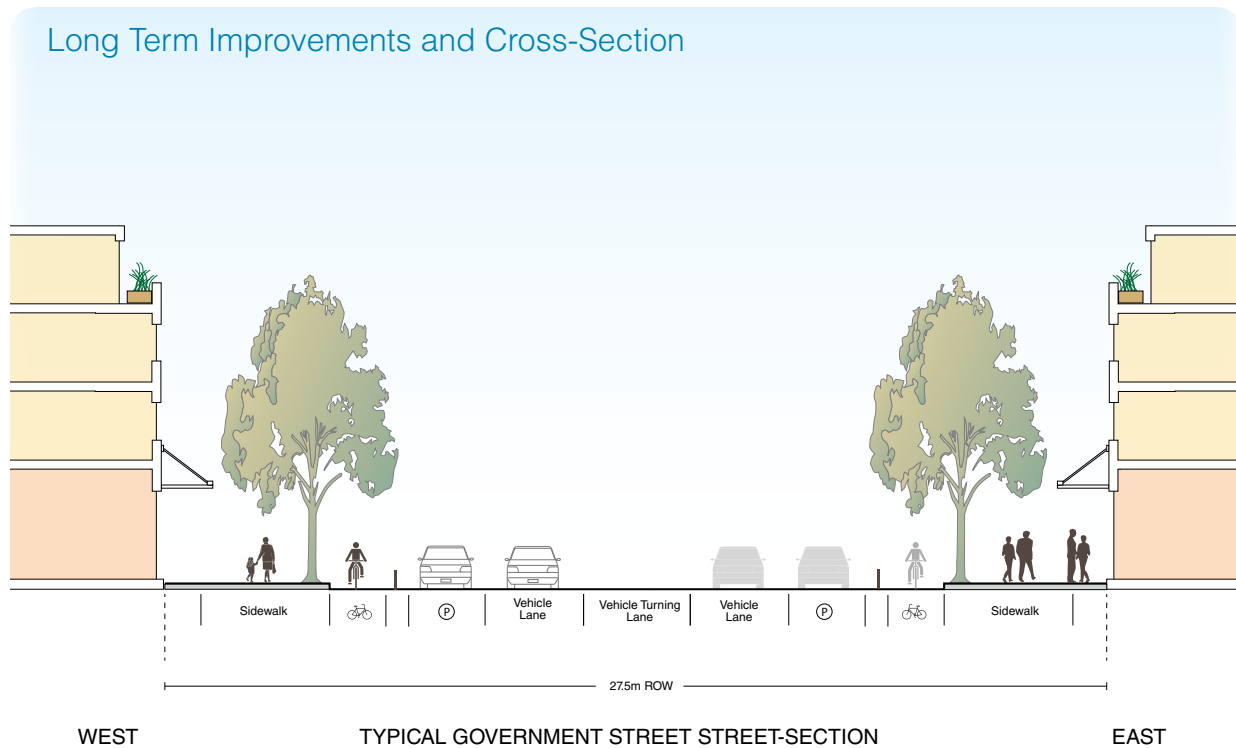 Long Term Improvements and Cross-Section
Sidewalk
P
Vehicle
Lane
Vehicle Turning
Lane
Vehicle
Lane
P
Sidewalk
27.5m ROW
WEST
TYPICAL GOVERNMENT STREET STREET-SECTION
EAST